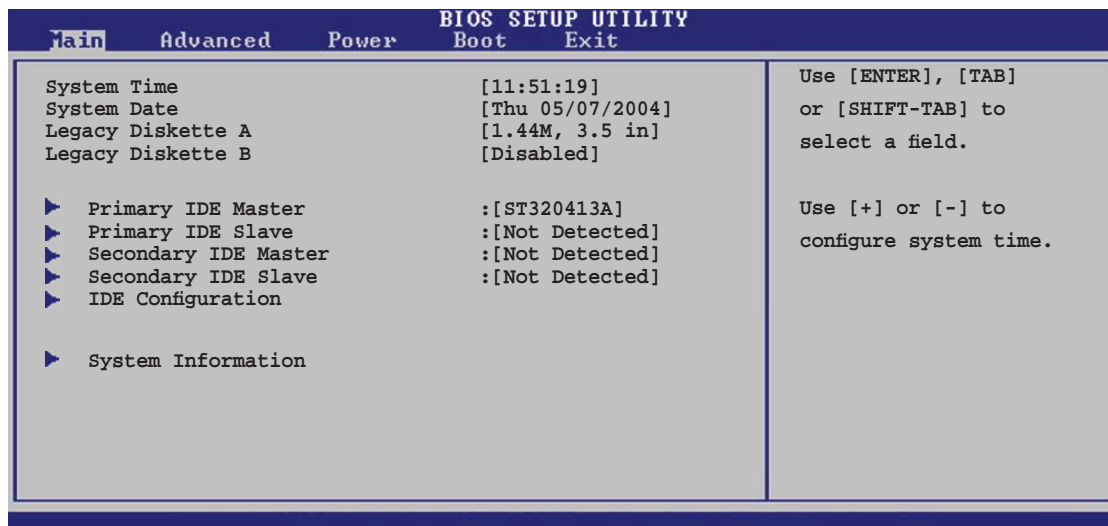 BIOS SETUP UTILITY
Main Advanced Power Boot Exit
System Time [11:51:19]
System Date [Thu 05/07/2004]
Legacy Diskette A [1.44M, 3.5 in]
Legacy Diskette B [Disabled]
Primary IDE Master :[ST320413A]
Primary IDE Slave :[Not Detected]
Secondary IDE Master :[Not Detected]
Secondary IDE Slave :[Not Detected]
IDE Configuration
System Information
Use [ENTER], [TAB]
or [SHIFT-TAB] to
select a field.
Use [+] or [-] to
configure system time.